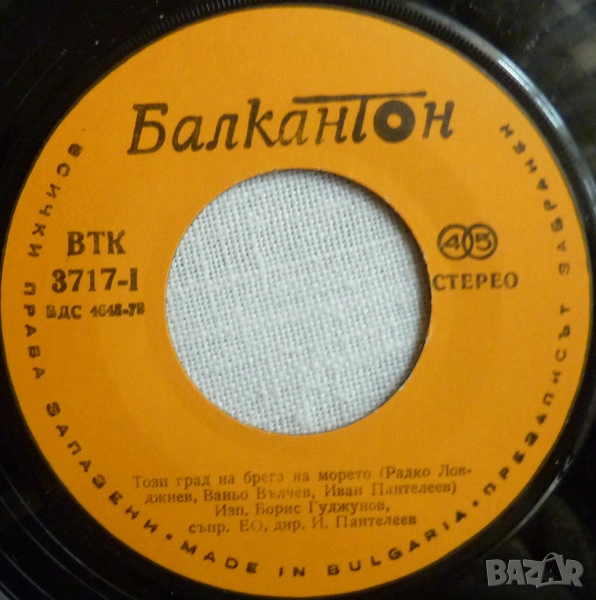 Балкантон
ВТК
3717-I
ВДС 4648-78
45
СТЕРЕО
Този град на брега на морето (Радко Лов-
джиев, Ваньо Вълчев, Иван Пантелеев)
Изп. Борис Гуджунов,
съпр. ЕО, дир. И. Пантелеев
ВСИЧКИ ПРАВА ЗАПАЗЕНИ • MADE IN BULGARIA • ПРЕЗАПИСЪТ ЗАБРАНЕН
BAZAR